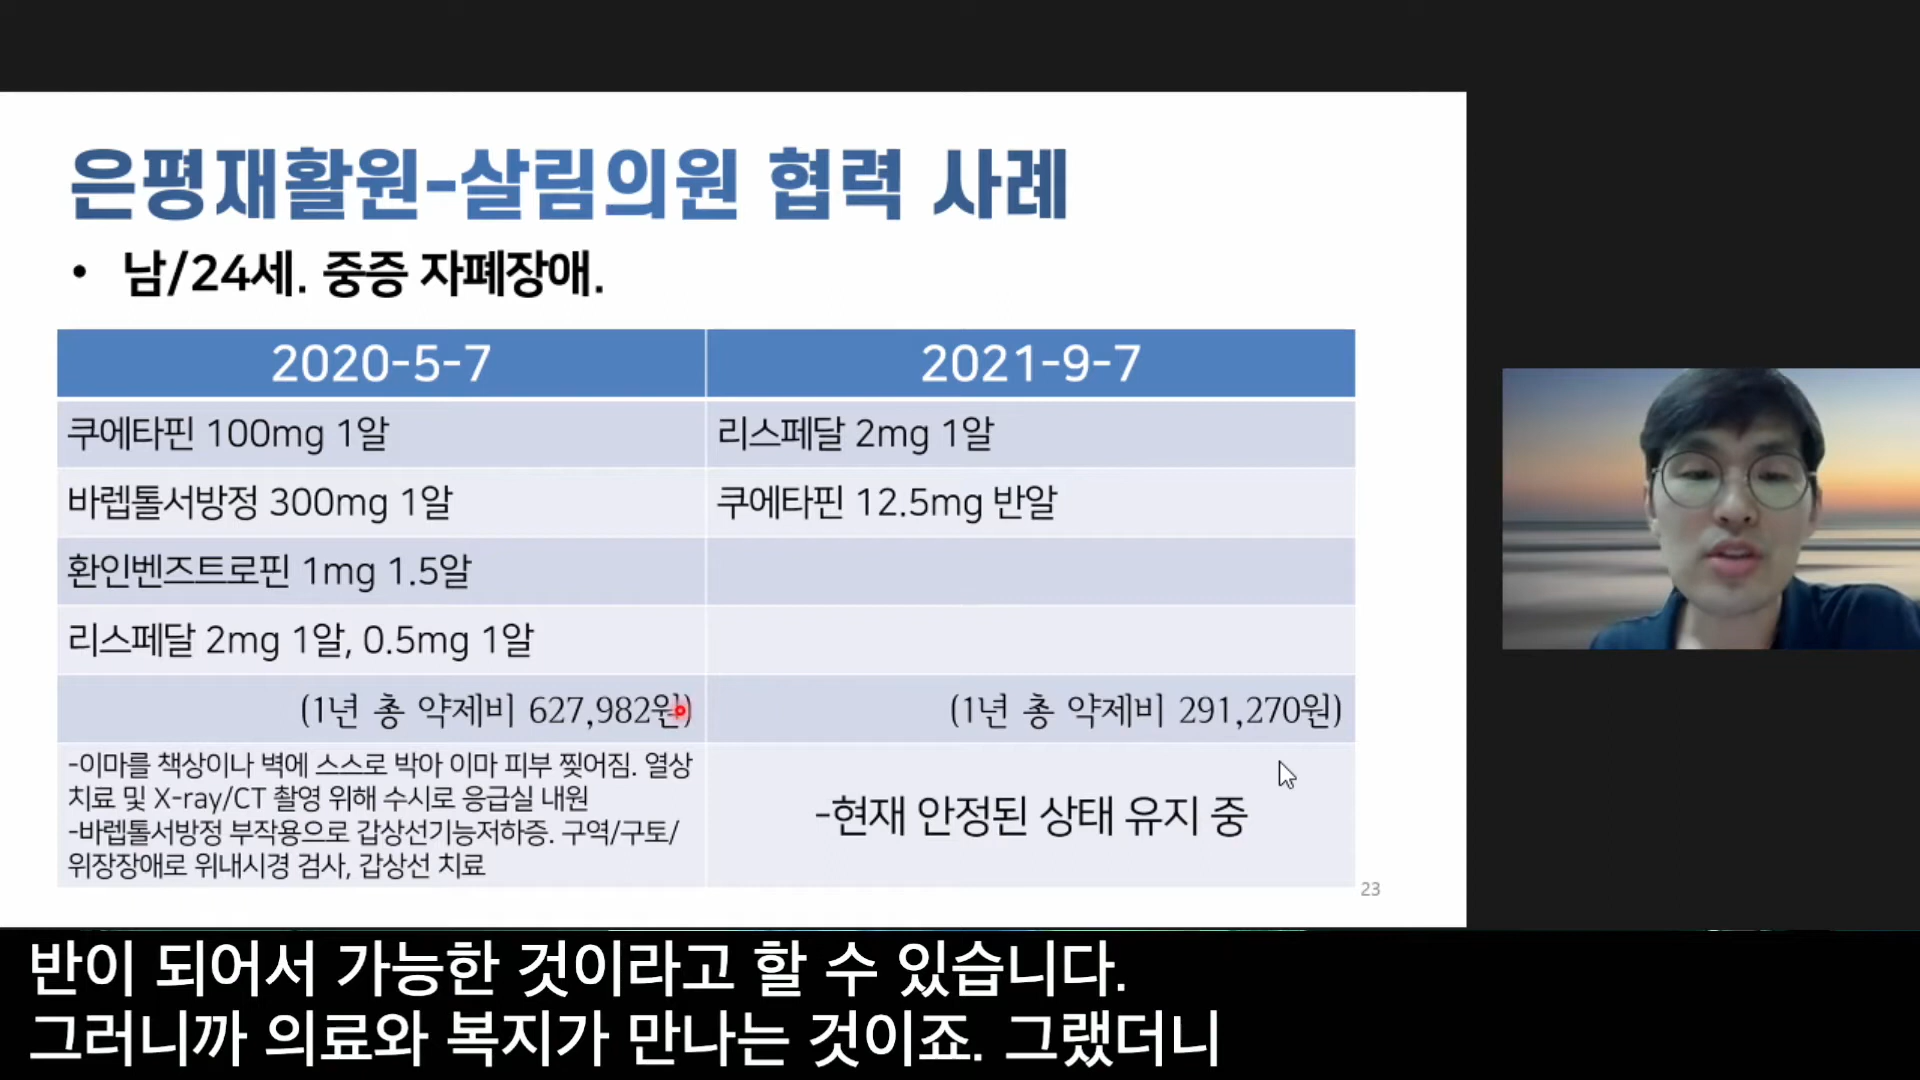 은평재활원-살림의원 협력 사례
• 남/24세. 중증 자폐장애.
2020-5-7
2021-9-7
쿠에타핀 100mg 1알
리스페달 2mg 1알
바렙톨서방정 300mg 1알
쿠에타핀 12.5mg 반알
환인벤즈트로핀 1mg 1.5알
리스페달 2mg 1알, 0.5mg 1알
(1년 총 약제비 627,982원)
(1년 총 약제비 291,270원)
-이마를 책상이나 벽에 스스로 박아 이마 피부 찢어짐. 열상
치료 및 X-ray/CT 촬영 위해 수시로 응급실 내원
-바렙톨서방정 부작용으로 갑상선기능저하증. 구역/구토/
위장장애로 위내시경 검사, 갑상선 치료
-현재 안정된 상태 유지 중
23
반이 되어서 가능한 것이라고 할 수 있습니다.
그러니까 의료와 복지가 만나는 것이죠. 그랬더니